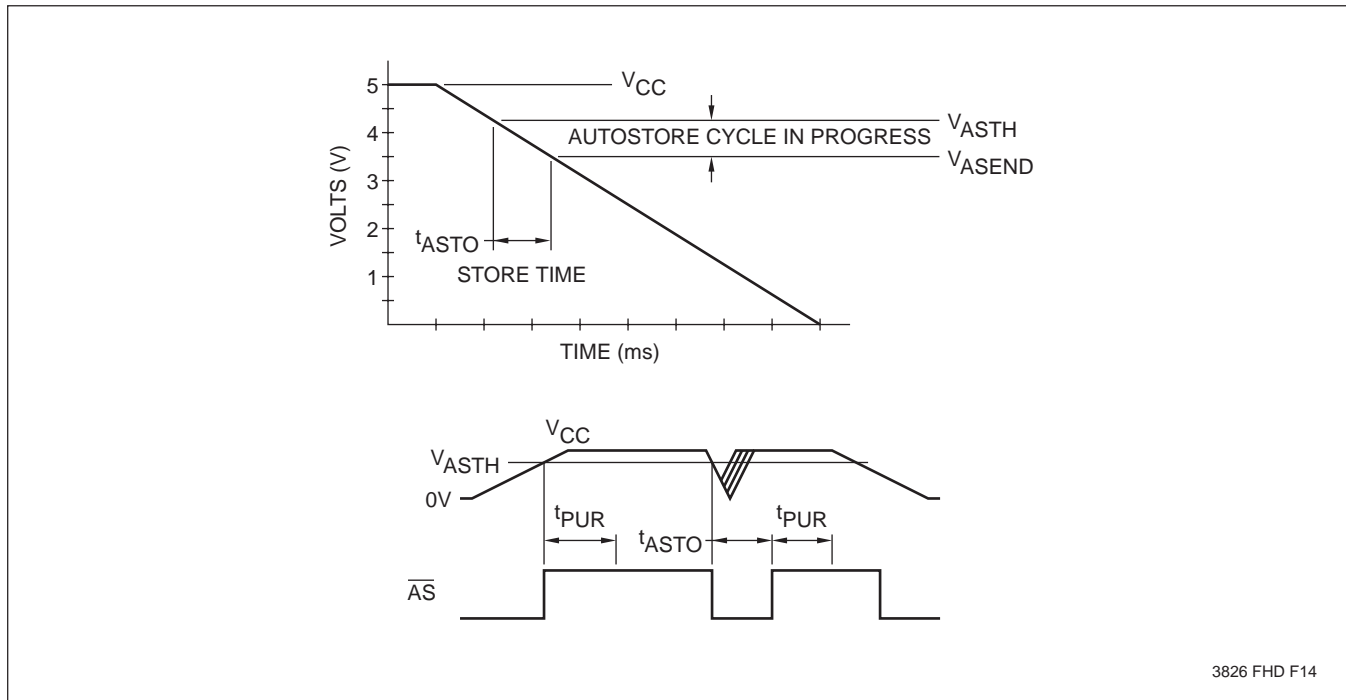 VOLTS (V)
5
4
3
2
1
V_CC
AUTOSTORE CYCLE IN PROGRESS
V_ASTH
V_ASEND
t_ASTO
STORE TIME
TIME (ms)
V_CC
V_ASTH
0V
t_PUR
t_ASTO
t_PUR
A̅S̅
3826 FHD F14